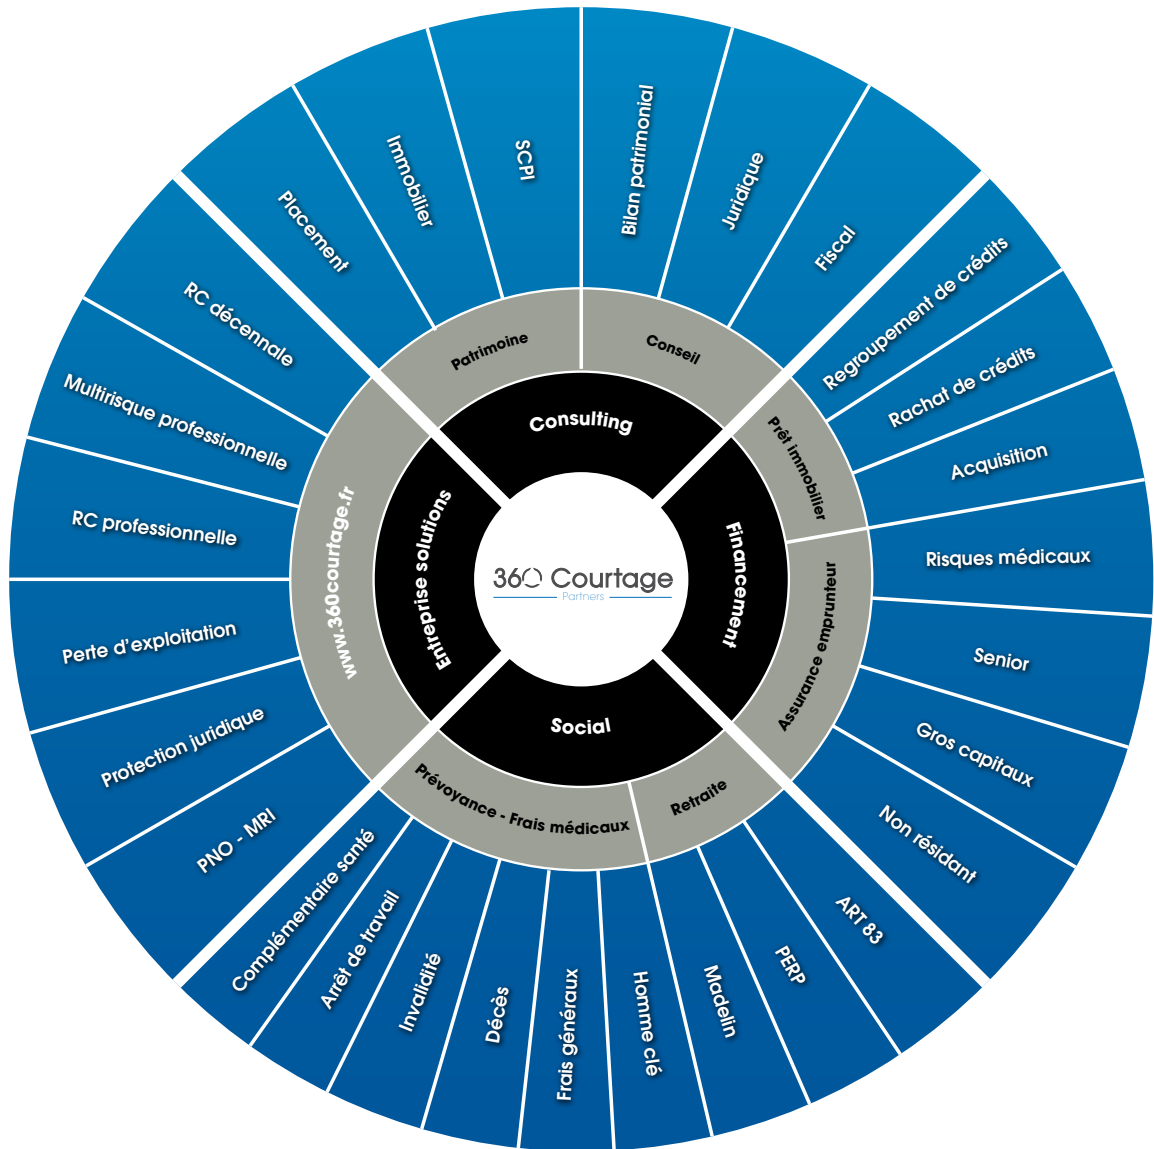 360 Courtage
Partners
Consulting
Patrimoine
Placement
Immobilier
SCPI
Conseil
Bilan patrimonial
Juridique
Fiscal
Financement
Prêt immobilier
Regroupement de crédits
Rachat de crédits
Acquisition
Assurance emprunteur
Risques médicaux
Senior
Gros capitaux
Non résidant
Social
Retraite
ART 83
PERP
Madelin
Prévoyance - Frais médicaux
Homme clé
Frais généraux
Décès
Invalidité
Arrêt de travail
Complémentaire santé
Entreprise solutions
www.360courtage.fr
PNO - MRI
Protection juridique
Perte d’exploitation
RC professionnelle
Multirisque professionnelle
RC décennale